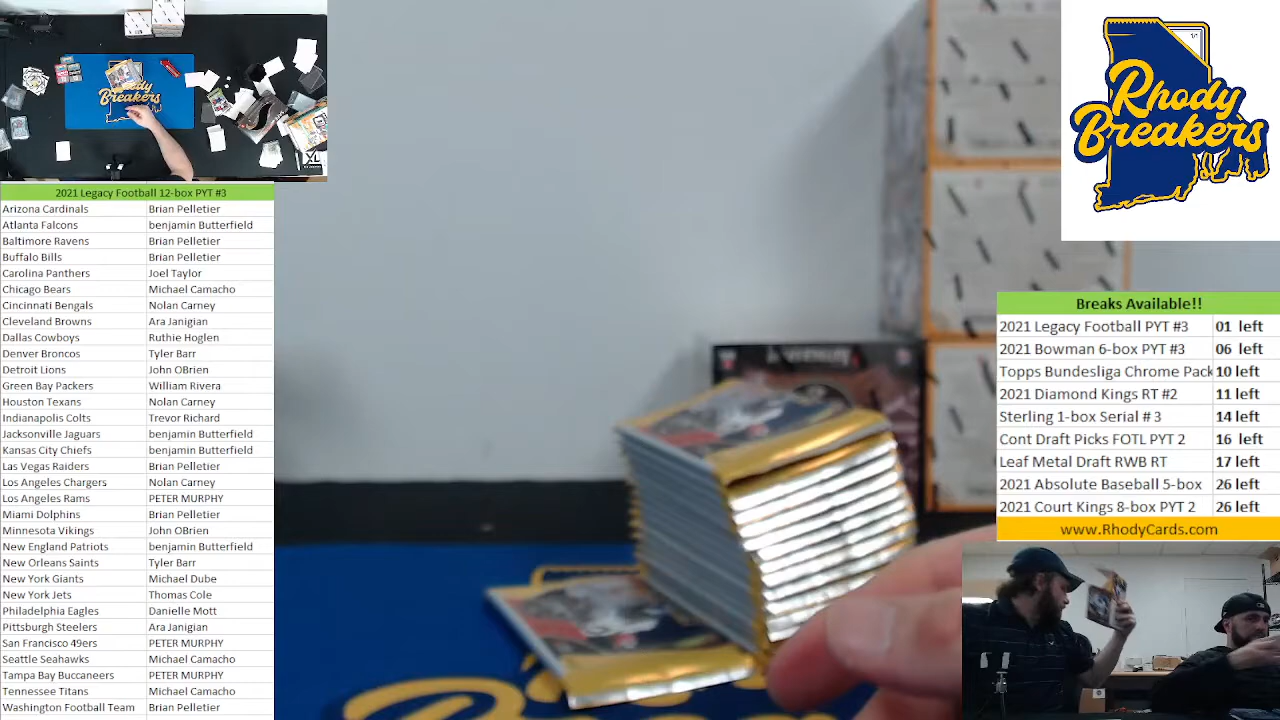 2021 Legacy Football 12-box PYT #3
Arizona Cardinals Brian Pelletier
Atlanta Falcons benjamin Butterfield
Baltimore Ravens Brian Pelletier
Buffalo Bills Brian Pelletier
Carolina Panthers Joel Taylor
Chicago Bears Michael Camacho
Cincinnati Bengals Nolan Carney
Cleveland Browns Ara Janigian
Dallas Cowboys Ruthie Hoglen
Denver Broncos Tyler Barr
Detroit Lions John OBrien
Green Bay Packers William Rivera
Houston Texans Nolan Carney
Indianapolis Colts Trevor Richard
Jacksonville Jaguars benjamin Butterfield
Kansas City Chiefs benjamin Butterfield
Las Vegas Raiders Brian Pelletier
Los Angeles Chargers Nolan Carney
Los Angeles Rams PETER MURPHY
Miami Dolphins Brian Pelletier
Minnesota Vikings John OBrien
New England Patriots benjamin Butterfield
New Orleans Saints Tyler Barr
New York Giants Michael Dube
New York Jets Thomas Cole
Philadelphia Eagles Danielle Mott
Pittsburgh Steelers Ara Janigian
San Francisco 49ers PETER MURPHY
Seattle Seahawks Michael Camacho
Tampa Bay Buccaneers PETER MURPHY
Tennessee Titans Michael Camacho
Washington Football Team Brian Pelletier
Rhody
Breakers
XL
Rhody
Breakers
Breakers Available!!
2021 Legacy Football PYT #3 01 left
2021 Bowman 6-box PYT #3 06 left
Topps Bundesliga Chrome Pack 10 left
2021 Diamond Kings RT #2 11 left
Sterling 1-box Serial # 3 14 left
Cont Draft Picks FOTL PYT 2 16 left
Leaf Metal Draft RWB RT 17 left
2021 Absolute Baseball 5-box 26 left
2021 Court Kings 8-box PYT 2 26 left
www.RhodyCards.com